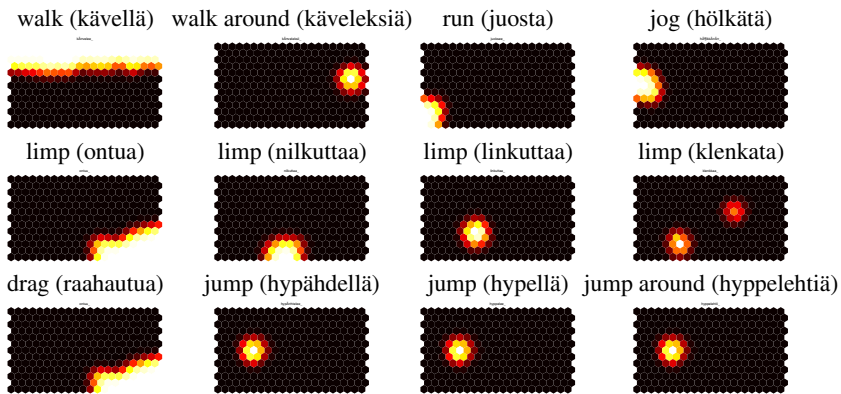 walk (kävellä) walk around (käveleksiä) run (juosta) jog (hölkätä)
limp (ontua) limp (nilkuttaa) limp (linkuttaa) limp (klenkata)
drag (raahautua) jump (hypähdellä) jump (hypellä) jump around (hyppelehtiä)